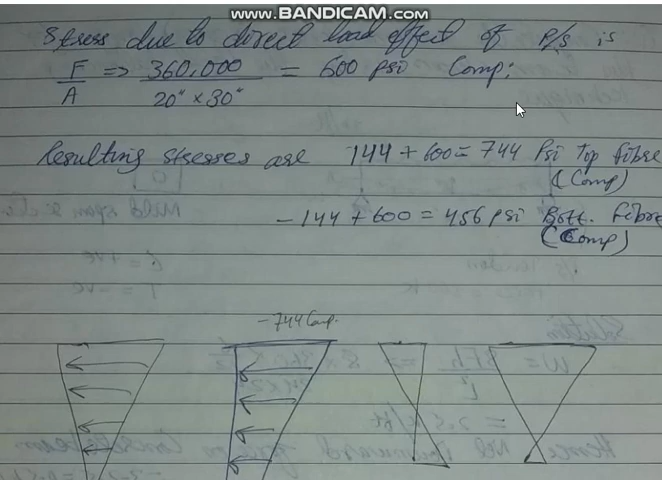 WWW.BANDICAM.COM
Stress due to direct load effect of P/s is
F/A => 360,000 / 20" × 30" = 600 psi Comp:
Resulting stresses are 144 + 600 = 744 Psi Top fibre
(Comp)
- 144 + 600 = 456 psi Bott. fibre
(Comp)
- 744 Comp.